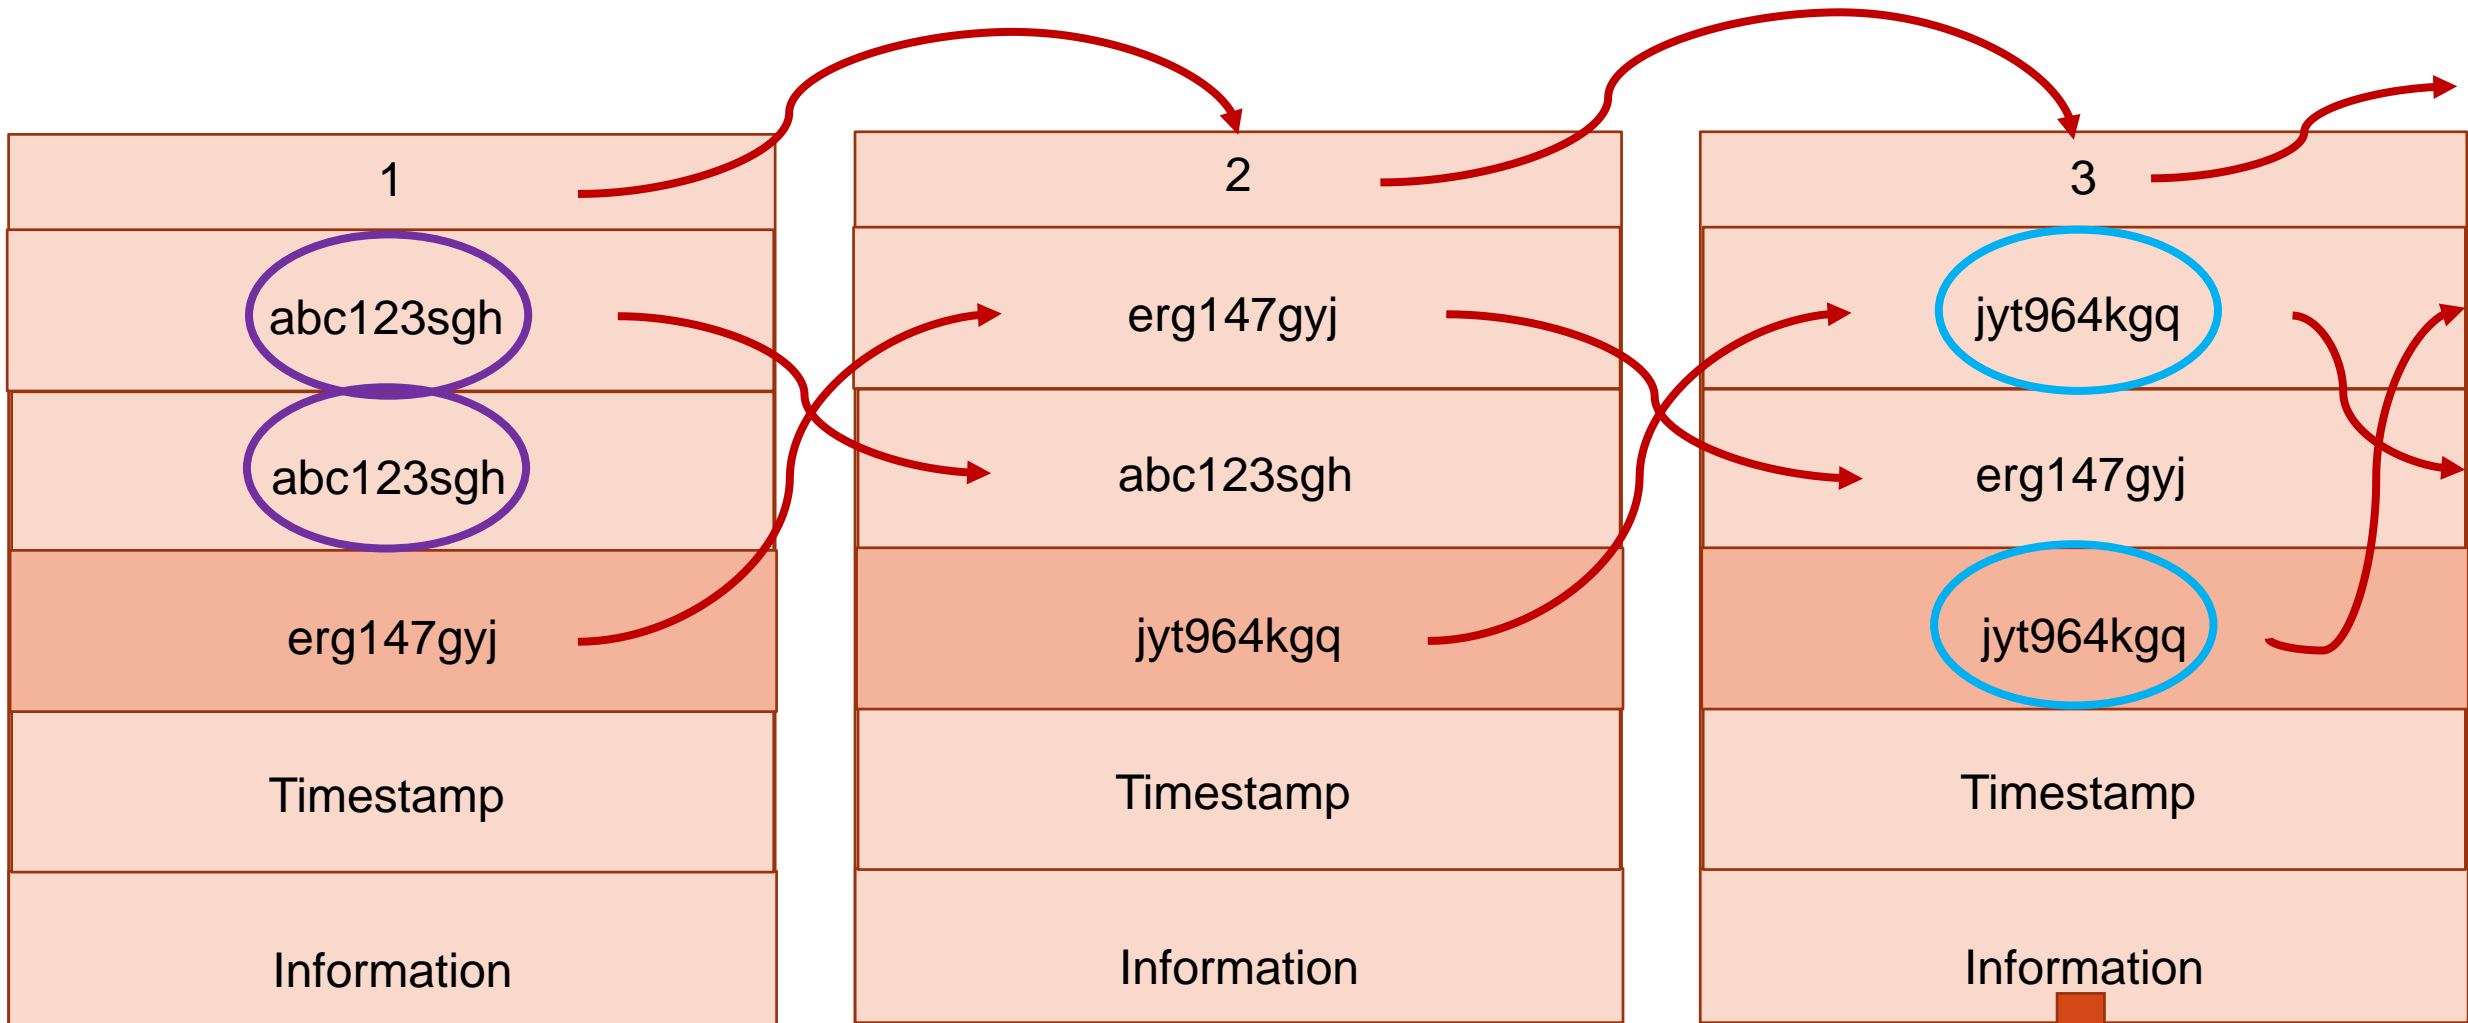 1
abc123sgh
abc123sgh
erg147gyj
Timestamp
Information
2
erg147gyj
abc123sgh
jyt964kgq
Timestamp
Information
3
jyt964kgq
erg147gyj
jyt964kgq
Timestamp
Information